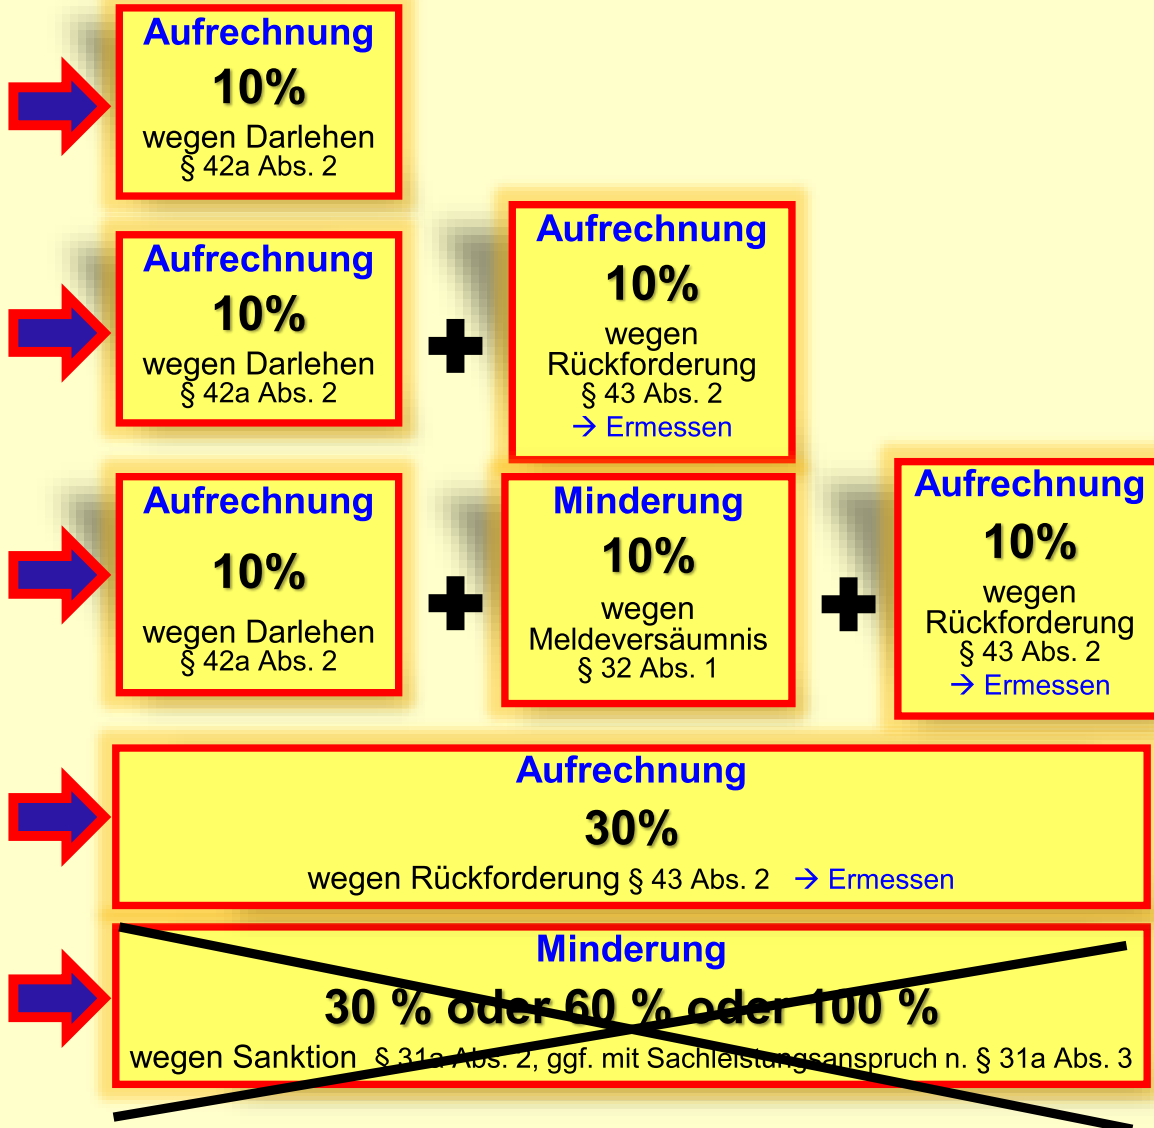 Aufrechnung
10%
wegen Darlehen
§ 42a Abs. 2
Aufrechnung
10%
wegen Darlehen
§ 42a Abs. 2
Aufrechnung
10%
wegen
Rückforderung
§ 43 Abs. 2
→ Ermessen
Aufrechnung
10%
wegen Darlehen
§ 42a Abs. 2
Minderung
10%
wegen
Meldeversäumnis
§ 32 Abs. 1
Aufrechnung
10%
wegen
Rückforderung
§ 43 Abs. 2
→ Ermessen
Aufrechnung
30%
wegen Rückforderung § 43 Abs. 2 → Ermessen
Minderung
30 % oder 60 % oder 100 %
wegen Sanktion § 31a Abs. 2, ggf. mit Sachleistungsanspruch n. § 31a Abs. 3